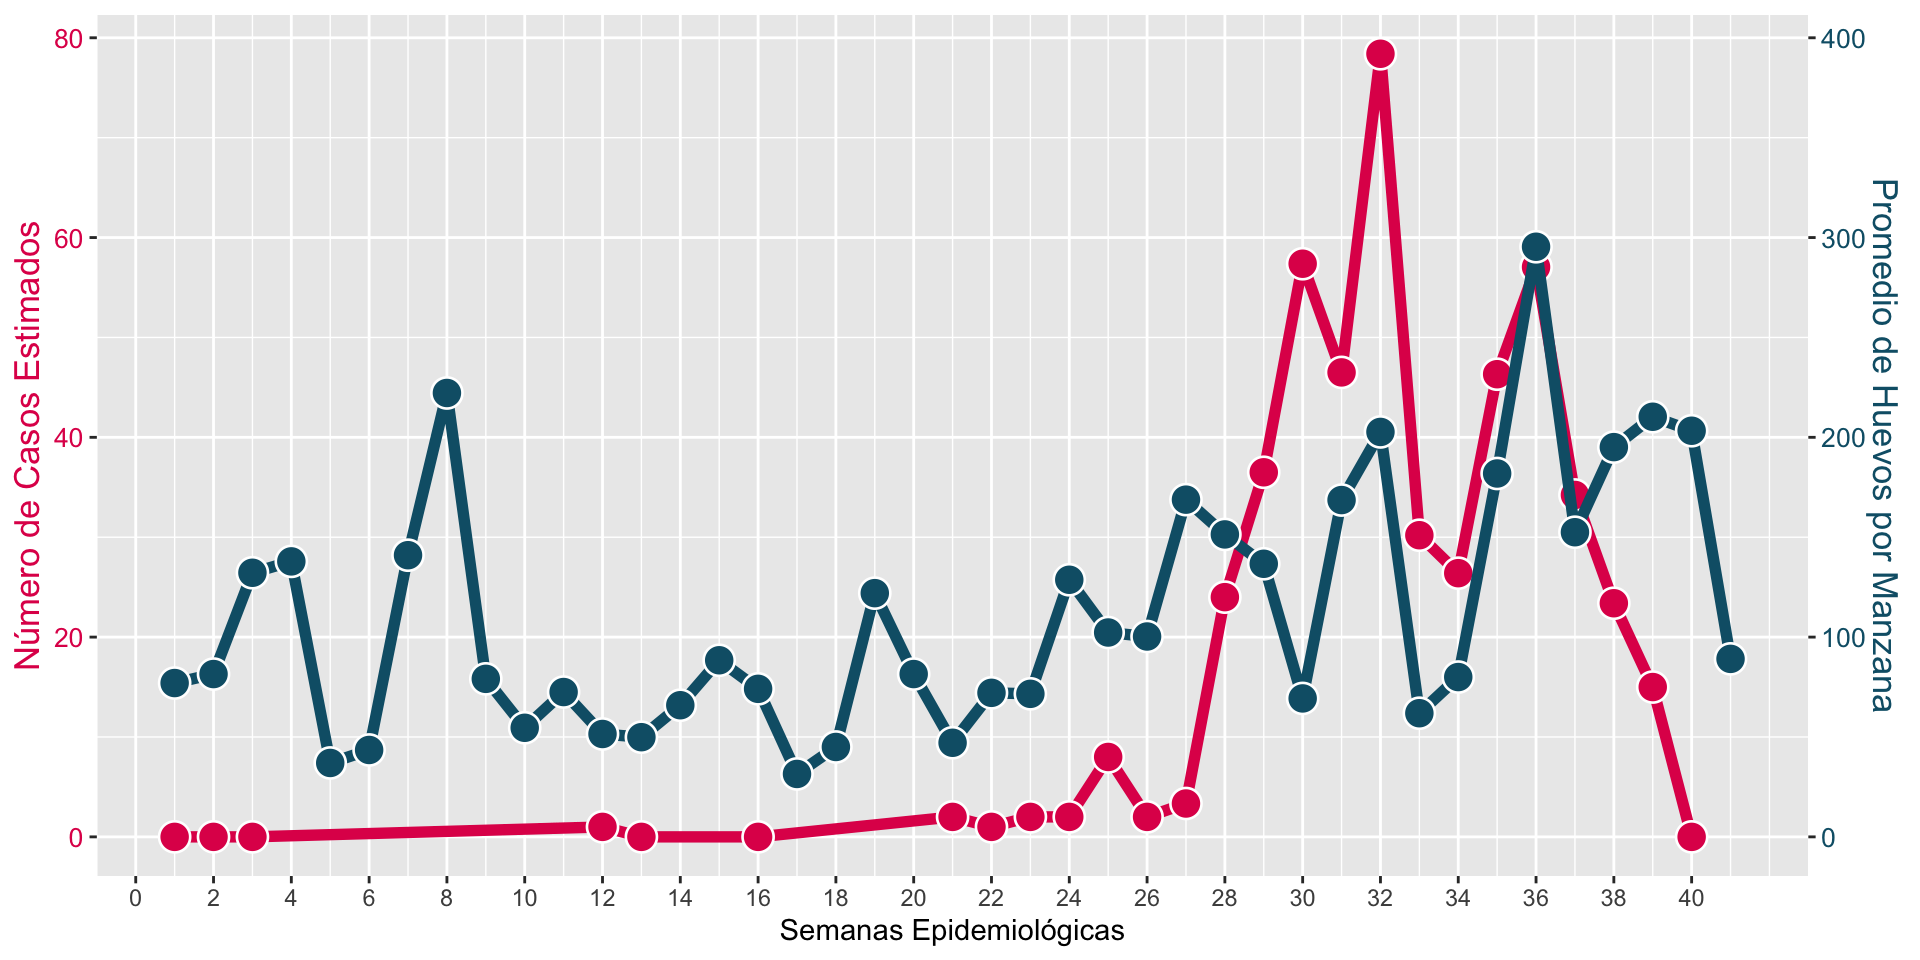 Número de Casos Estimados
80
60
40
20
0
400
300
200
100
0
Promedio de Huevos por Manzana
0 2 4 6 8 10 12 14 16 18 20 22 24 26 28 30 32 34 36 38 40
Semanas Epidemiológicas